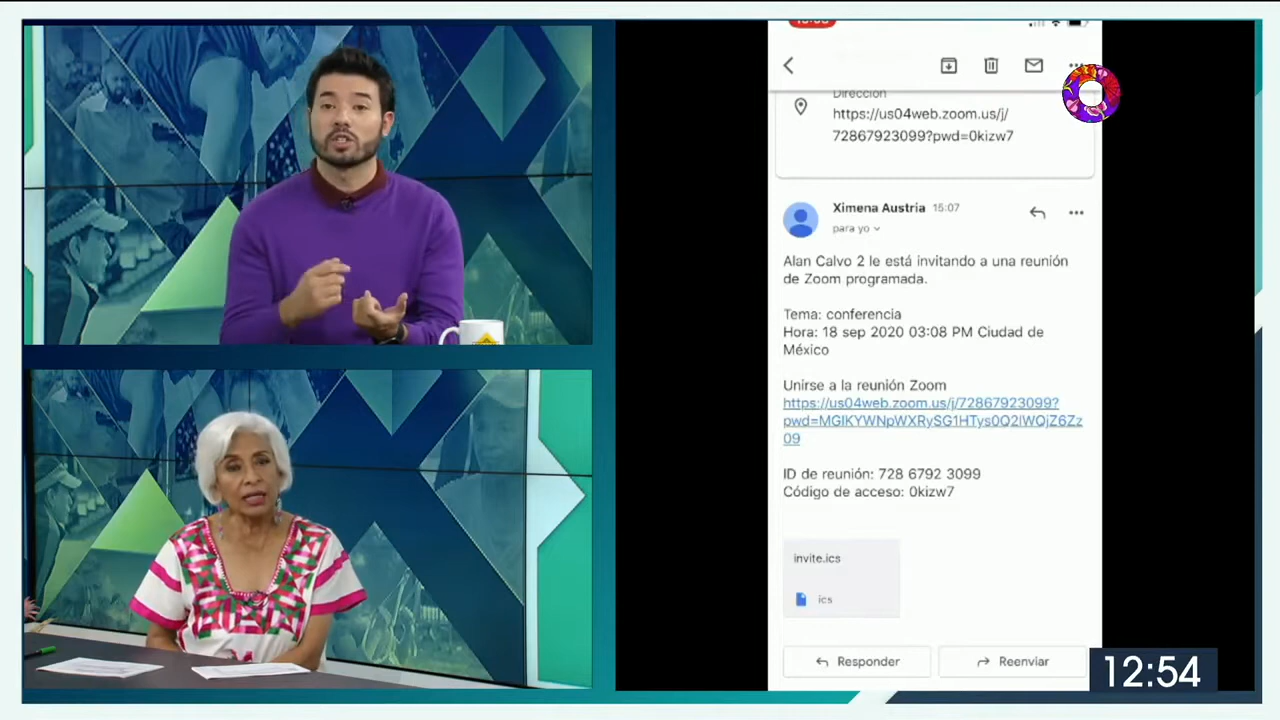 Dirección
https://us04web.zoom.us/j/
72867923099?pwd=0kizw7
Ximena Austria 15:07
para yo
Alan Calvo 2 le está invitando a una reunión
de Zoom programada.
Tema: conferencia
Hora: 18 sep 2020 03:08 PM Ciudad de
México
Unirse a la reunión Zoom
https://us04web.zoom.us/j/72867923099?
pwd=MGlKYWNpWXRySG1HTys0Q2lWQjZ6Zz
09
ID de reunión: 728 6792 3099
Código de acceso: 0kizw7
invite.ics
ics
Responder
Reenviar
12:54